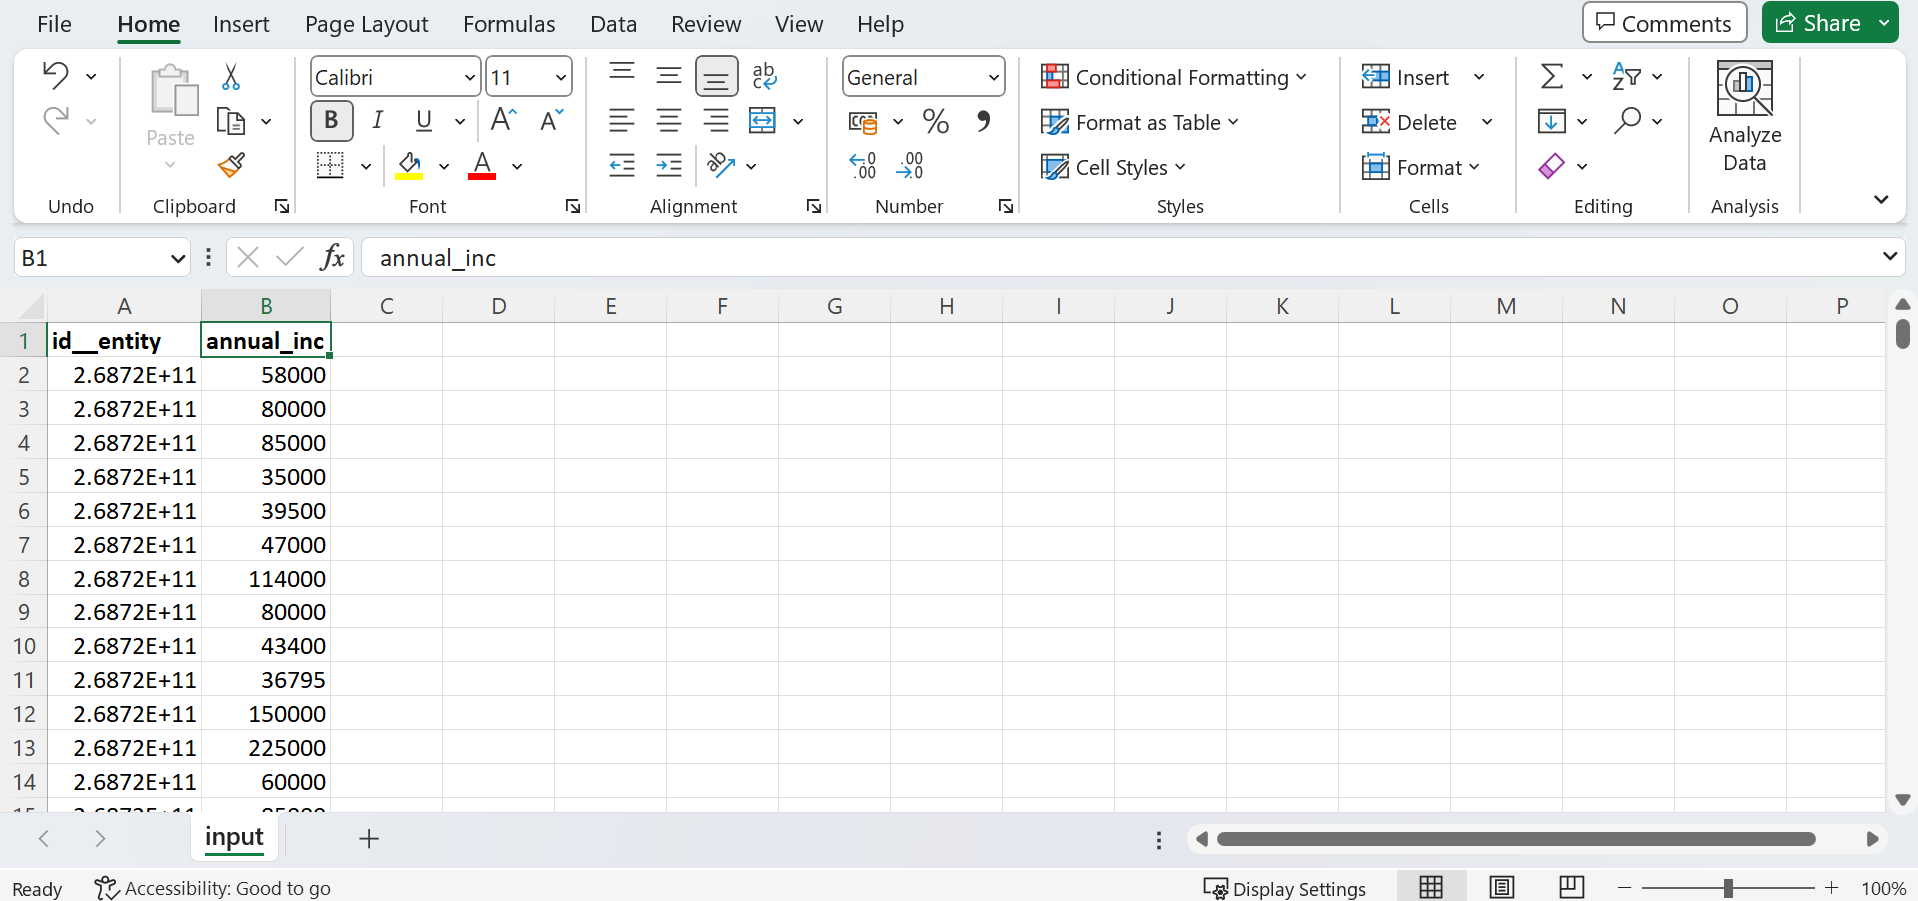 File Home Insert Page Layout Formulas Data Review View Help Comments Share
Calibri 11 General Conditional Formatting Insert
Paste B I U A A % Format as Table Delete Analyze Data
A Cell Styles Format
Undo Clipboard Font Alignment Number Styles Cells Editing Analysis
B1 fx annual_inc
A B C D E F G H I J K L M N O P
1 id__entity annual_inc
2 2.6872E+11 58000
3 2.6872E+11 80000
4 2.6872E+11 85000
5 2.6872E+11 35000
6 2.6872E+11 39500
7 2.6872E+11 47000
8 2.6872E+11 114000
9 2.6872E+11 80000
10 2.6872E+11 43400
11 2.6872E+11 36795
12 2.6872E+11 150000
13 2.6872E+11 225000
14 2.6872E+11 60000
input
Ready Accessibility: Good to go Display Settings 100%